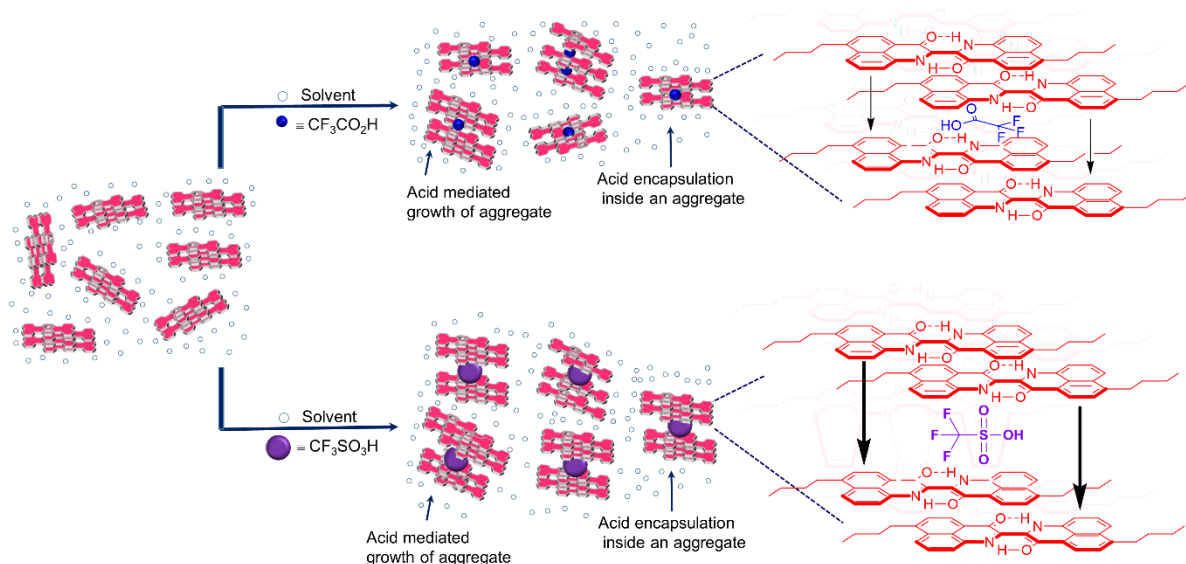 Solvent
≡ CF₃CO₂H
Acid mediated
growth of aggregate
Acid encapsulation
inside an aggregate
O--H
N
N
H-O
O--H
N
N
H-O
O
HO
F
F
F
O--H
N
N
H-O
O--H
N
N
H-O
Solvent
= CF₃SO₃H
Acid mediated
growth of aggregate
Acid encapsulation
inside an aggregate
O--H
N
N
H-O
O--H
N
N
H-O
F
O
F
S
OH
F
O
O--H
N
N
H-O
O--H
N
N
H-O